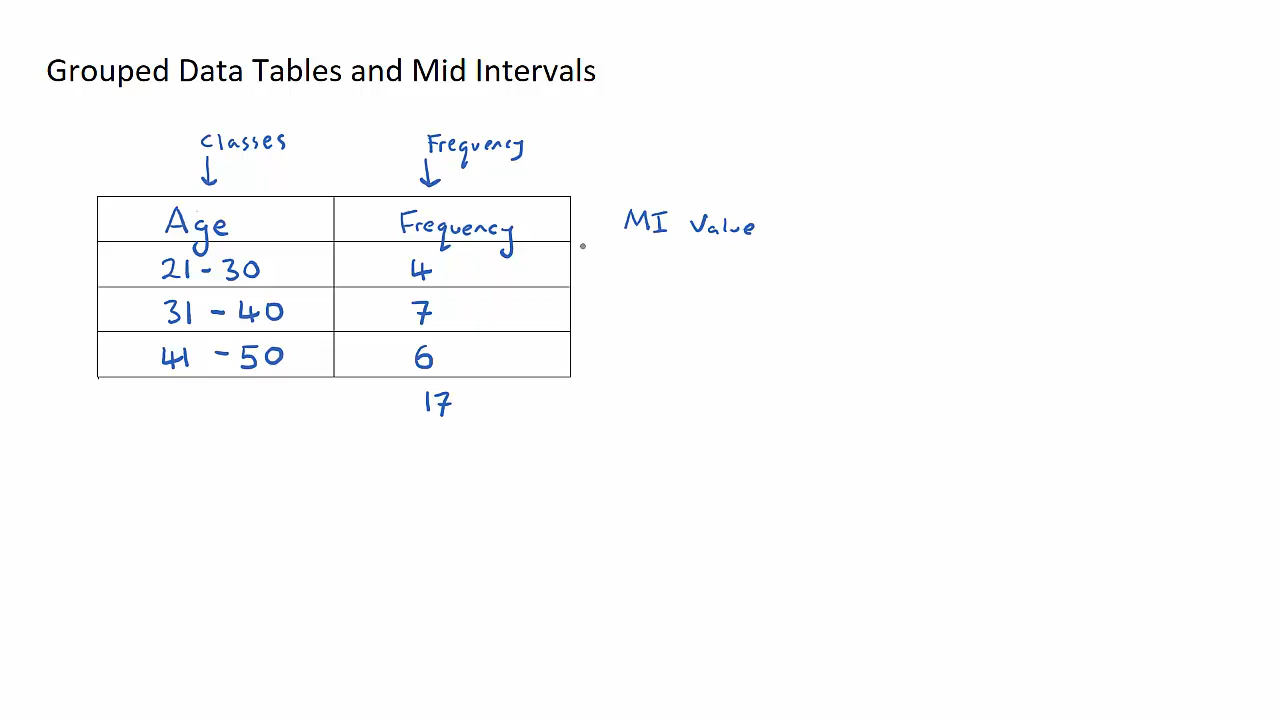 Grouped Data Tables and Mid Intervals
Classes Frequency
Age Frequency MI Value
21 - 30 4
31 - 40 7
41 - 50 6
17